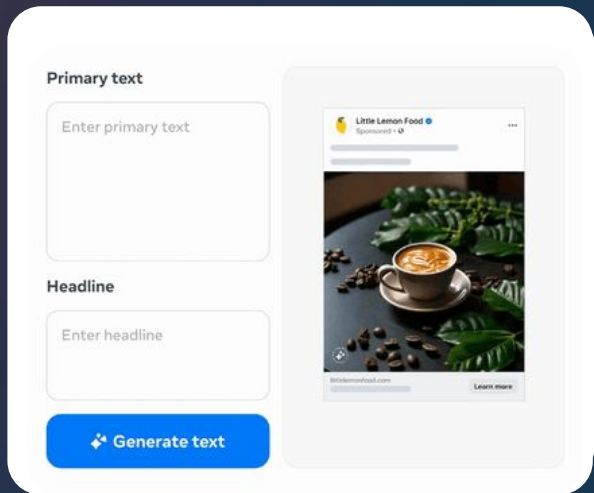 Primary text
Enter primary text
Headline
Enter headline
Generate text
Little Lemon Food
Sponsored •
littlelemonfood.com
Learn more